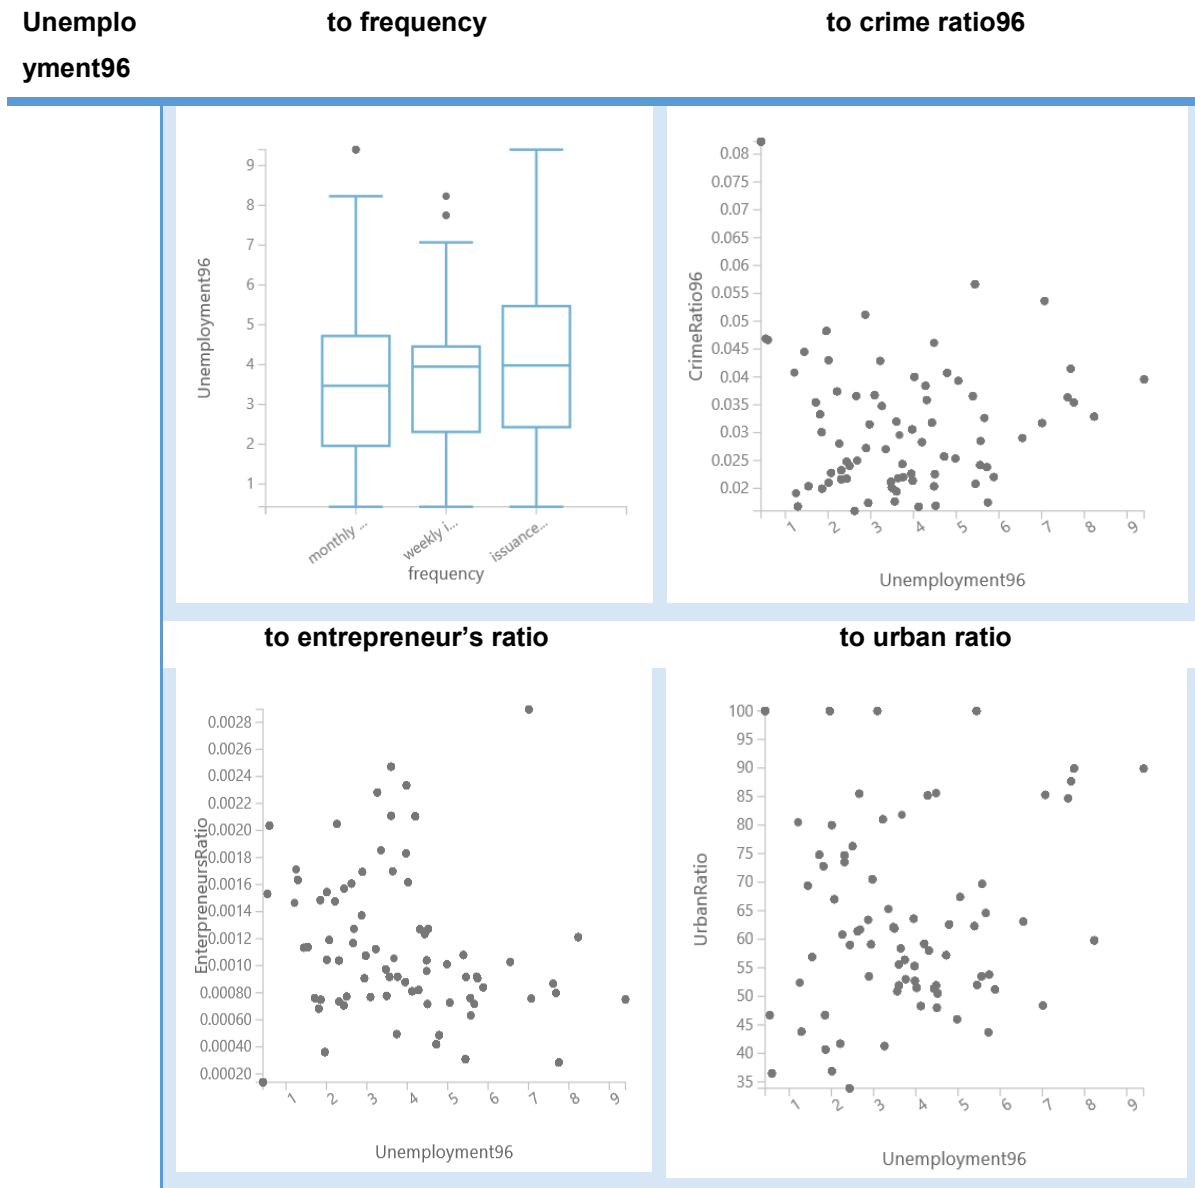 Unemplo
yment96
to frequency
to crime ratio96
9
8
7
6
5
4
3
2
1
Unemployment96
monthly ...
weekly i...
issuance...
frequency
0.08
0.075
0.07
0.065
0.06
0.055
0.05
0.045
0.04
0.035
0.03
0.025
0.02
CrimeRatio96
1 2 3 4 5 6 7 8 9
Unemployment96
to entrepreneur’s ratio
to urban ratio
0.0028
0.0026
0.0024
0.0022
0.0020
0.0018
0.0016
0.0014
0.0012
0.0010
0.00080
0.00060
0.00040
0.00020
EnterpreneursRatio
1 2 3 4 5 6 7 8 9
Unemployment96
100
95
90
85
80
75
70
65
60
55
50
45
40
35
UrbanRatio
1 2 3 4 5 6 7 8 9
Unemployment96